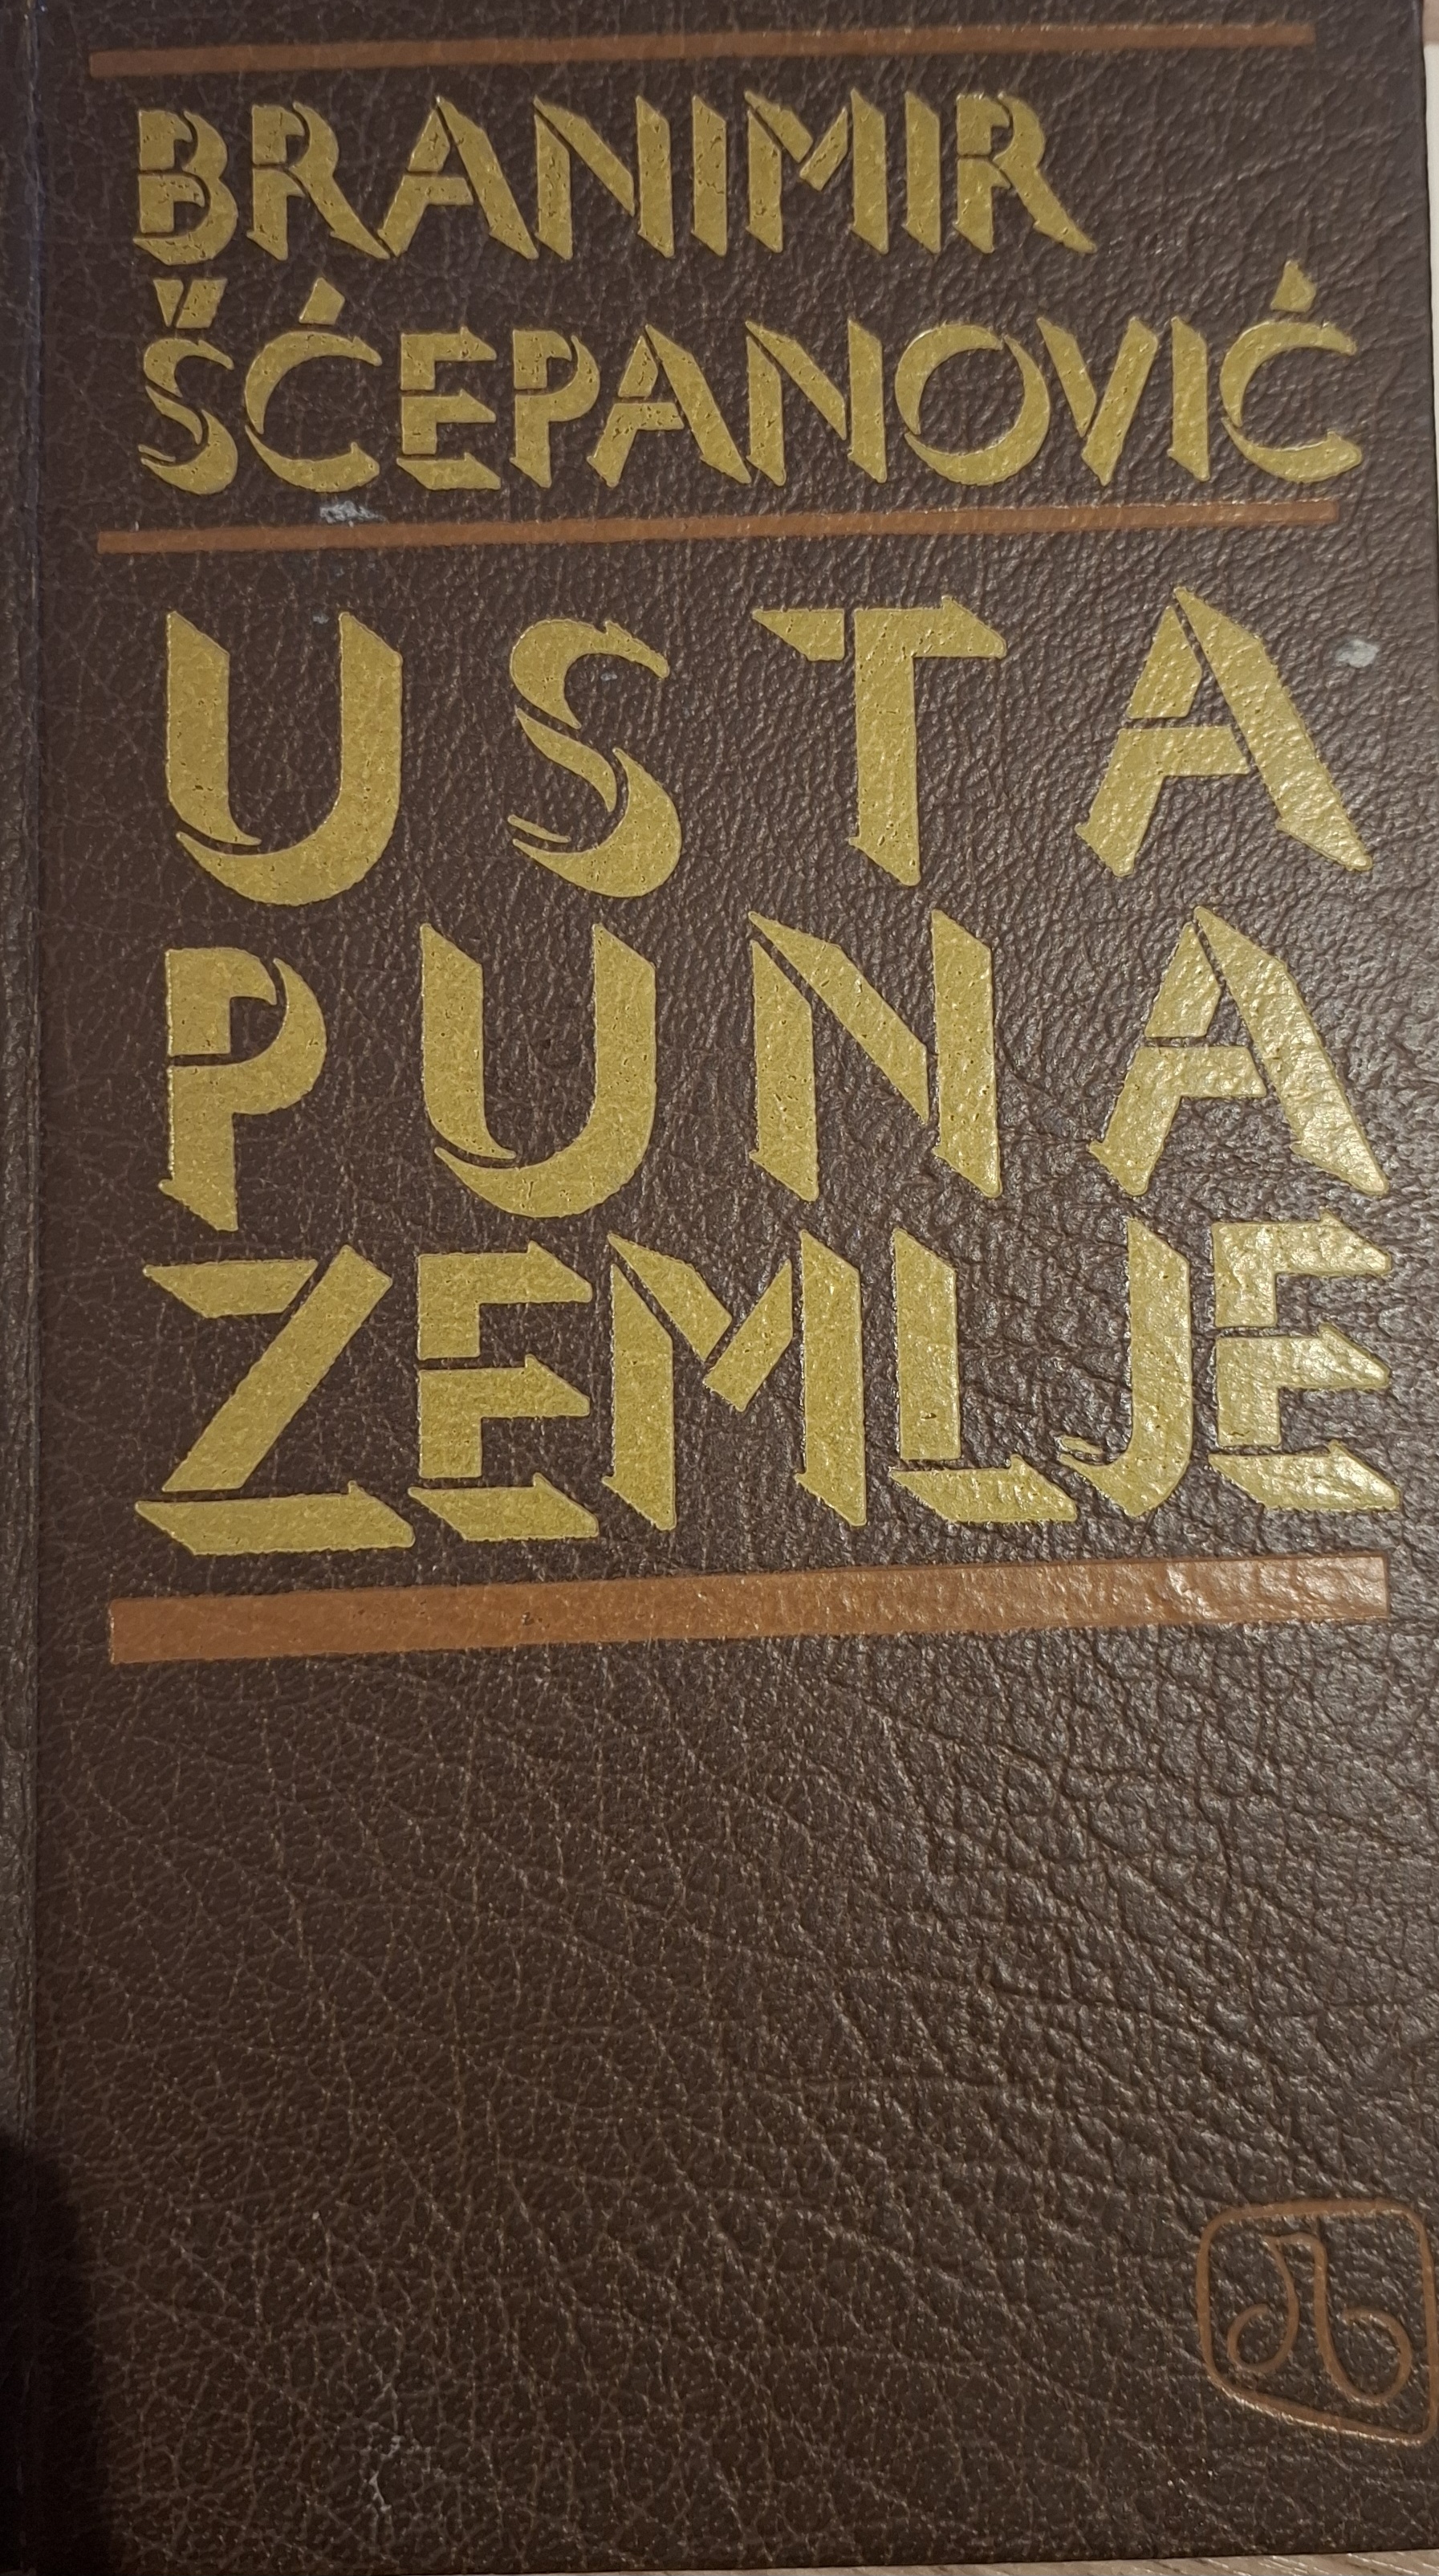 BRANIMIR
ŠĆEPANOVIĆ
USTA
PUNA
ZEMLJE